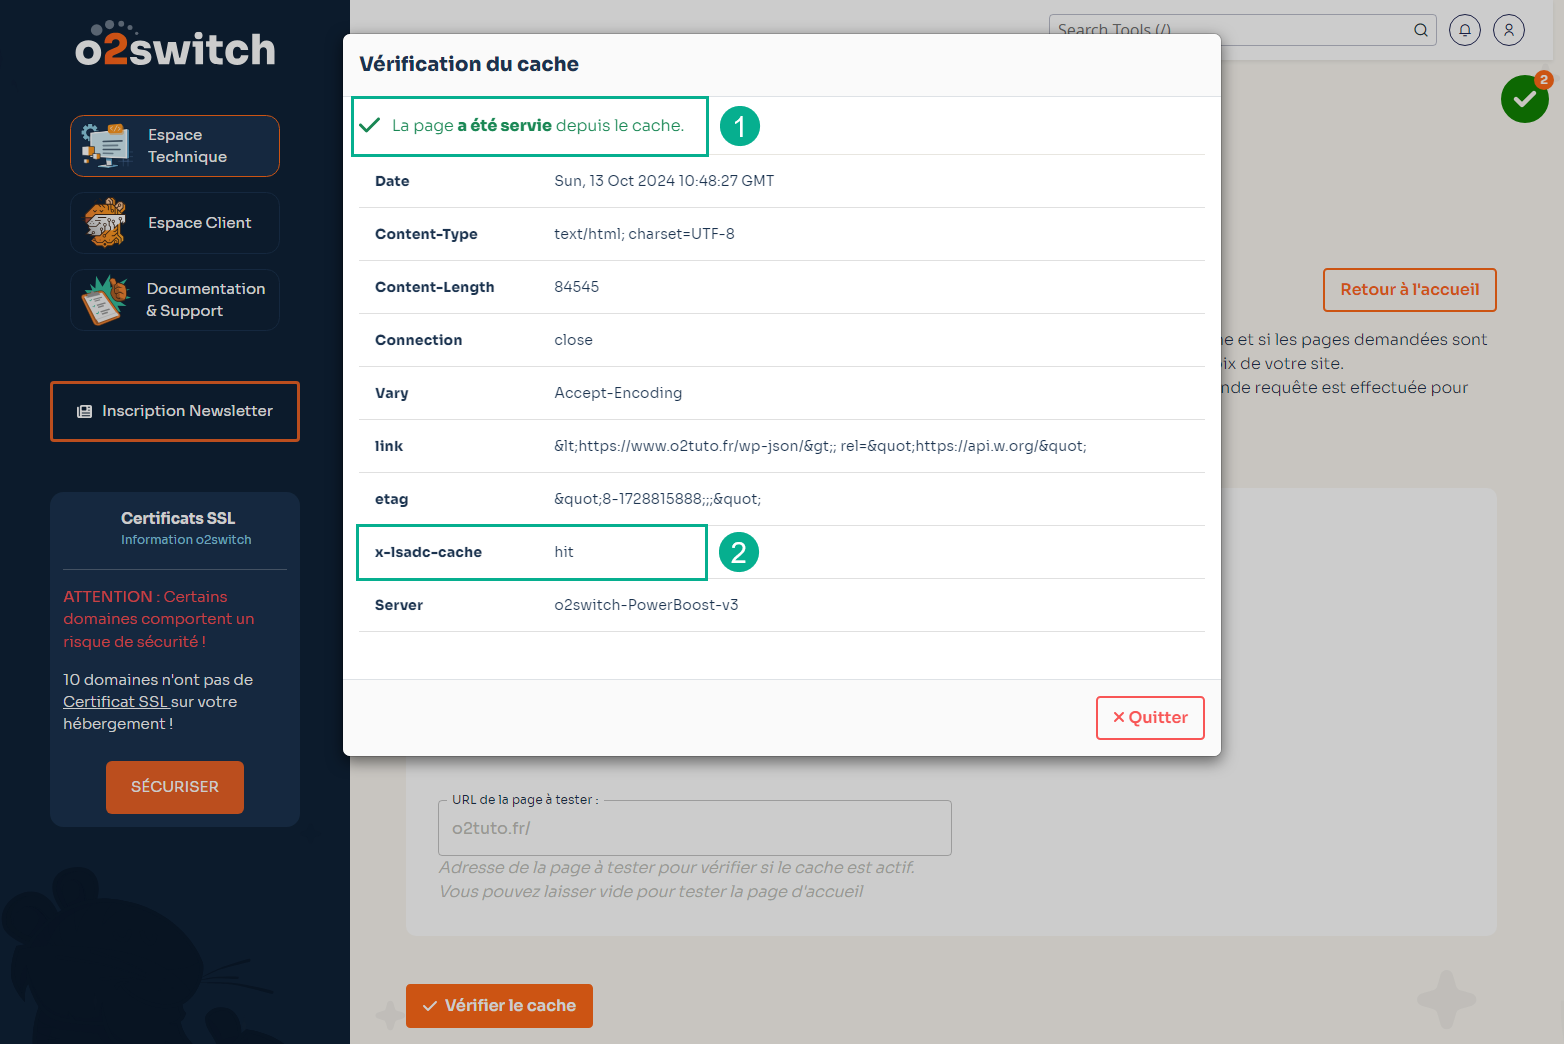 o2switch
Espace
Technique
Espace Client
Documentation
& Support
Inscription Newsletter
Certificats SSL
Information o2switch
ATTENTION : Certains
domaines comportent un
risque de sécurité !
10 domaines n'ont pas de
Certificat SSL sur votre
hébergement !
SÉCURISER
Search Tools (/)
2
Vérification du cache
La page a été servie depuis le cache.
1
Date Sun, 13 Oct 2024 10:48:27 GMT
Content-Type text/html; charset=UTF-8
Content-Length 84545
Connection close
Vary Accept-Encoding
link &lt;https://www.o2tuto.fr/wp-json/&gt;; rel=&quot;https://api.w.org/&quot;
etag &quot;8-1728815888;;;&quot;
x-lsadc-cache hit
2
Server o2switch-PowerBoost-v3
Quitter
Retour à l'accueil
et si les pages demandées sont
de votre site.
requête est effectuée pour
URL de la page à tester :
o2tuto.fr/
Adresse de la page à tester pour vérifier si le cache est actif.
Vous pouvez laisser vide pour tester la page d'accueil
Vérifier le cache